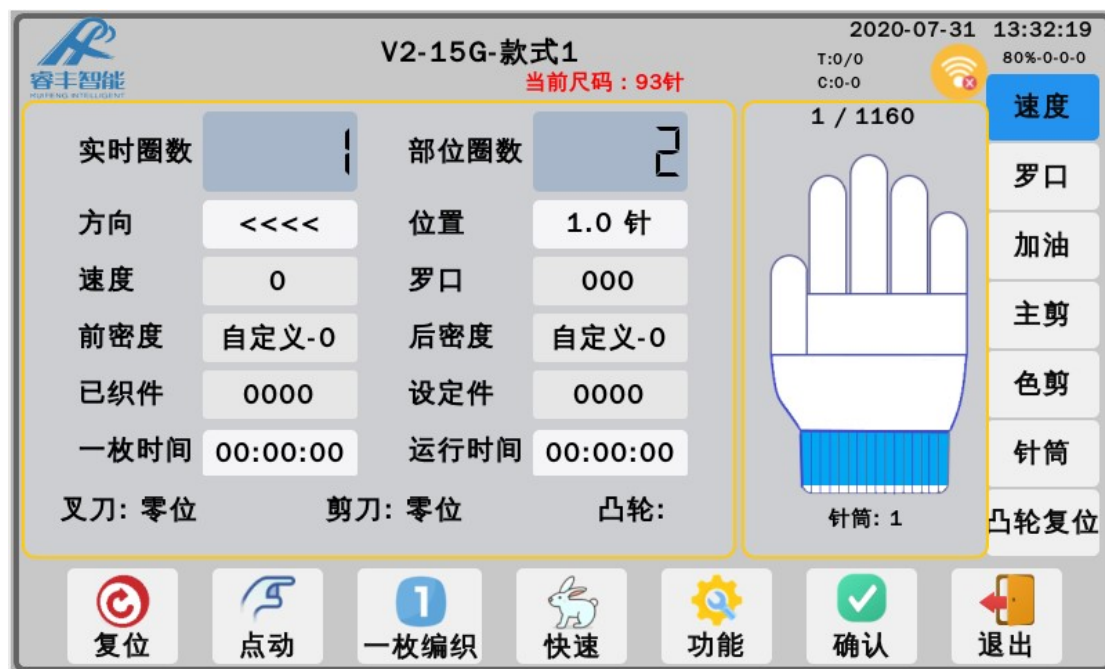 2020-07-31 13:32:19
V2-15G-款式1
T:0/0 80%-0-0-0
睿丰智能
当前尺码：93针
C:0-0
速度
1 / 1160
实时圈数 1 部位圈数 2
罗口
方向 <<<< 位置 1.0 针
加油
速度 0 罗口 000
主剪
前密度 自定义-0 后密度 自定义-0
色剪
已织件 0000 设定件 0000
针筒
一枚时间 00:00:00 运行时间 00:00:00
叉刀: 零位 剪刀: 零位 凸轮:
针筒: 1
凸轮复位
1
复位 点动 一枚编织 快速 功能 确认 退出